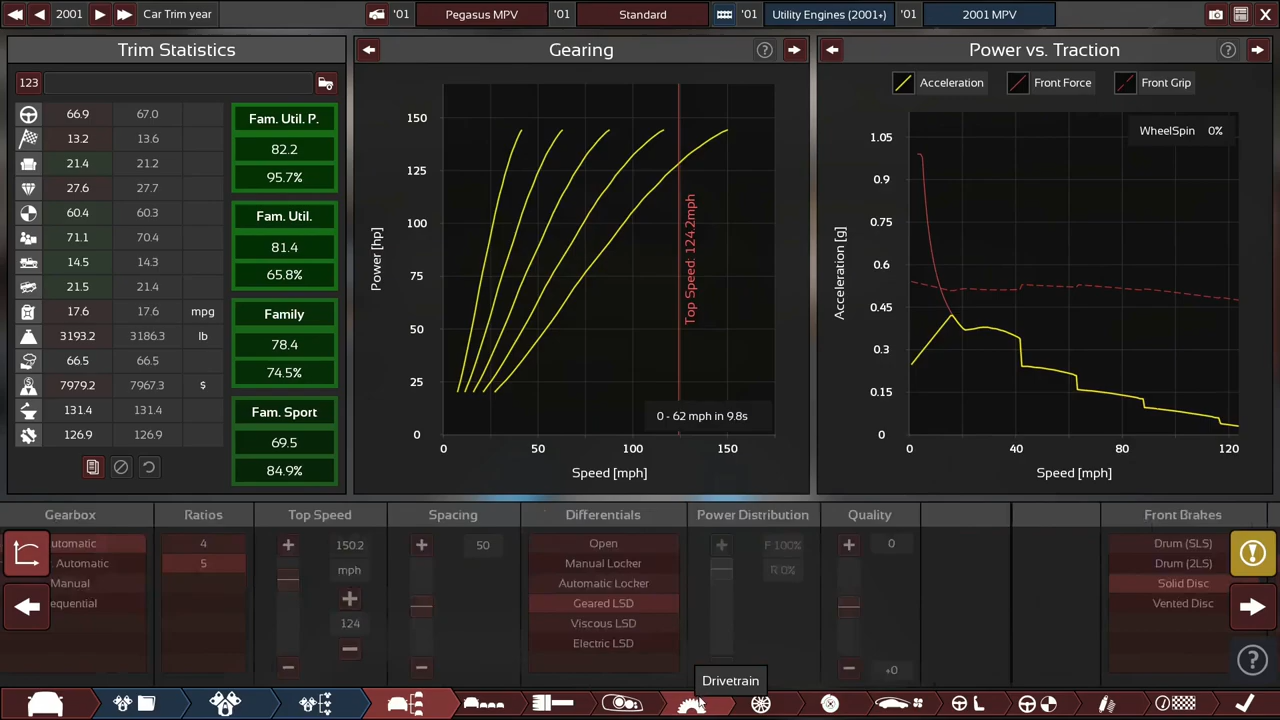 2001 Car Trim year '01 Pegasus MPV '01 Standard '01 Utility Engines (2001+) '01 2001 MPV
Trim Statistics
123
66.9 67.0
13.2 13.6
21.4 21.2
27.6 27.7
60.4 60.3
71.1 70.4
14.5 14.3
21.5 21.4
17.6 17.6 mpg
3193.2 3186.3 lb
66.5 66.5
7979.2 7967.3 $
131.4 131.4
126.9 126.9
Fam. Util. P.
82.2
95.7%
Fam. Util.
81.4
65.8%
Family
78.4
74.5%
Fam. Sport
69.5
84.9%
Gearing
?
150
125
100
75
50
25
0
Power [hp]
Top Speed: 124.2mph
0 - 62 mph in 9.8s
0 50 100 150
Speed [mph]
Power vs. Traction
?
Acceleration Front Force Front Grip
WheelSpin 0%
1.05
0.9
0.75
0.6
0.45
0.3
0.15
0
Acceleration [g]
0 40 80 120
Speed [mph]
Gearbox
utomatic
Automatic
Manual
equential
Ratios
4
5
Top Speed
+ 150.2
mph
+
124
-
-
Spacing
+ 50
-
Differentials
Open
Manual Locker
Automatic Locker
Geared LSD
Viscous LSD
Electric LSD
Power Distribution
+ F 100%
R 0%
Quality
+ 0
- +0
Front Brakes
Drum (SLS)
Drum (2LS)
Solid Disc
Vented Disc
!
?
Drivetrain